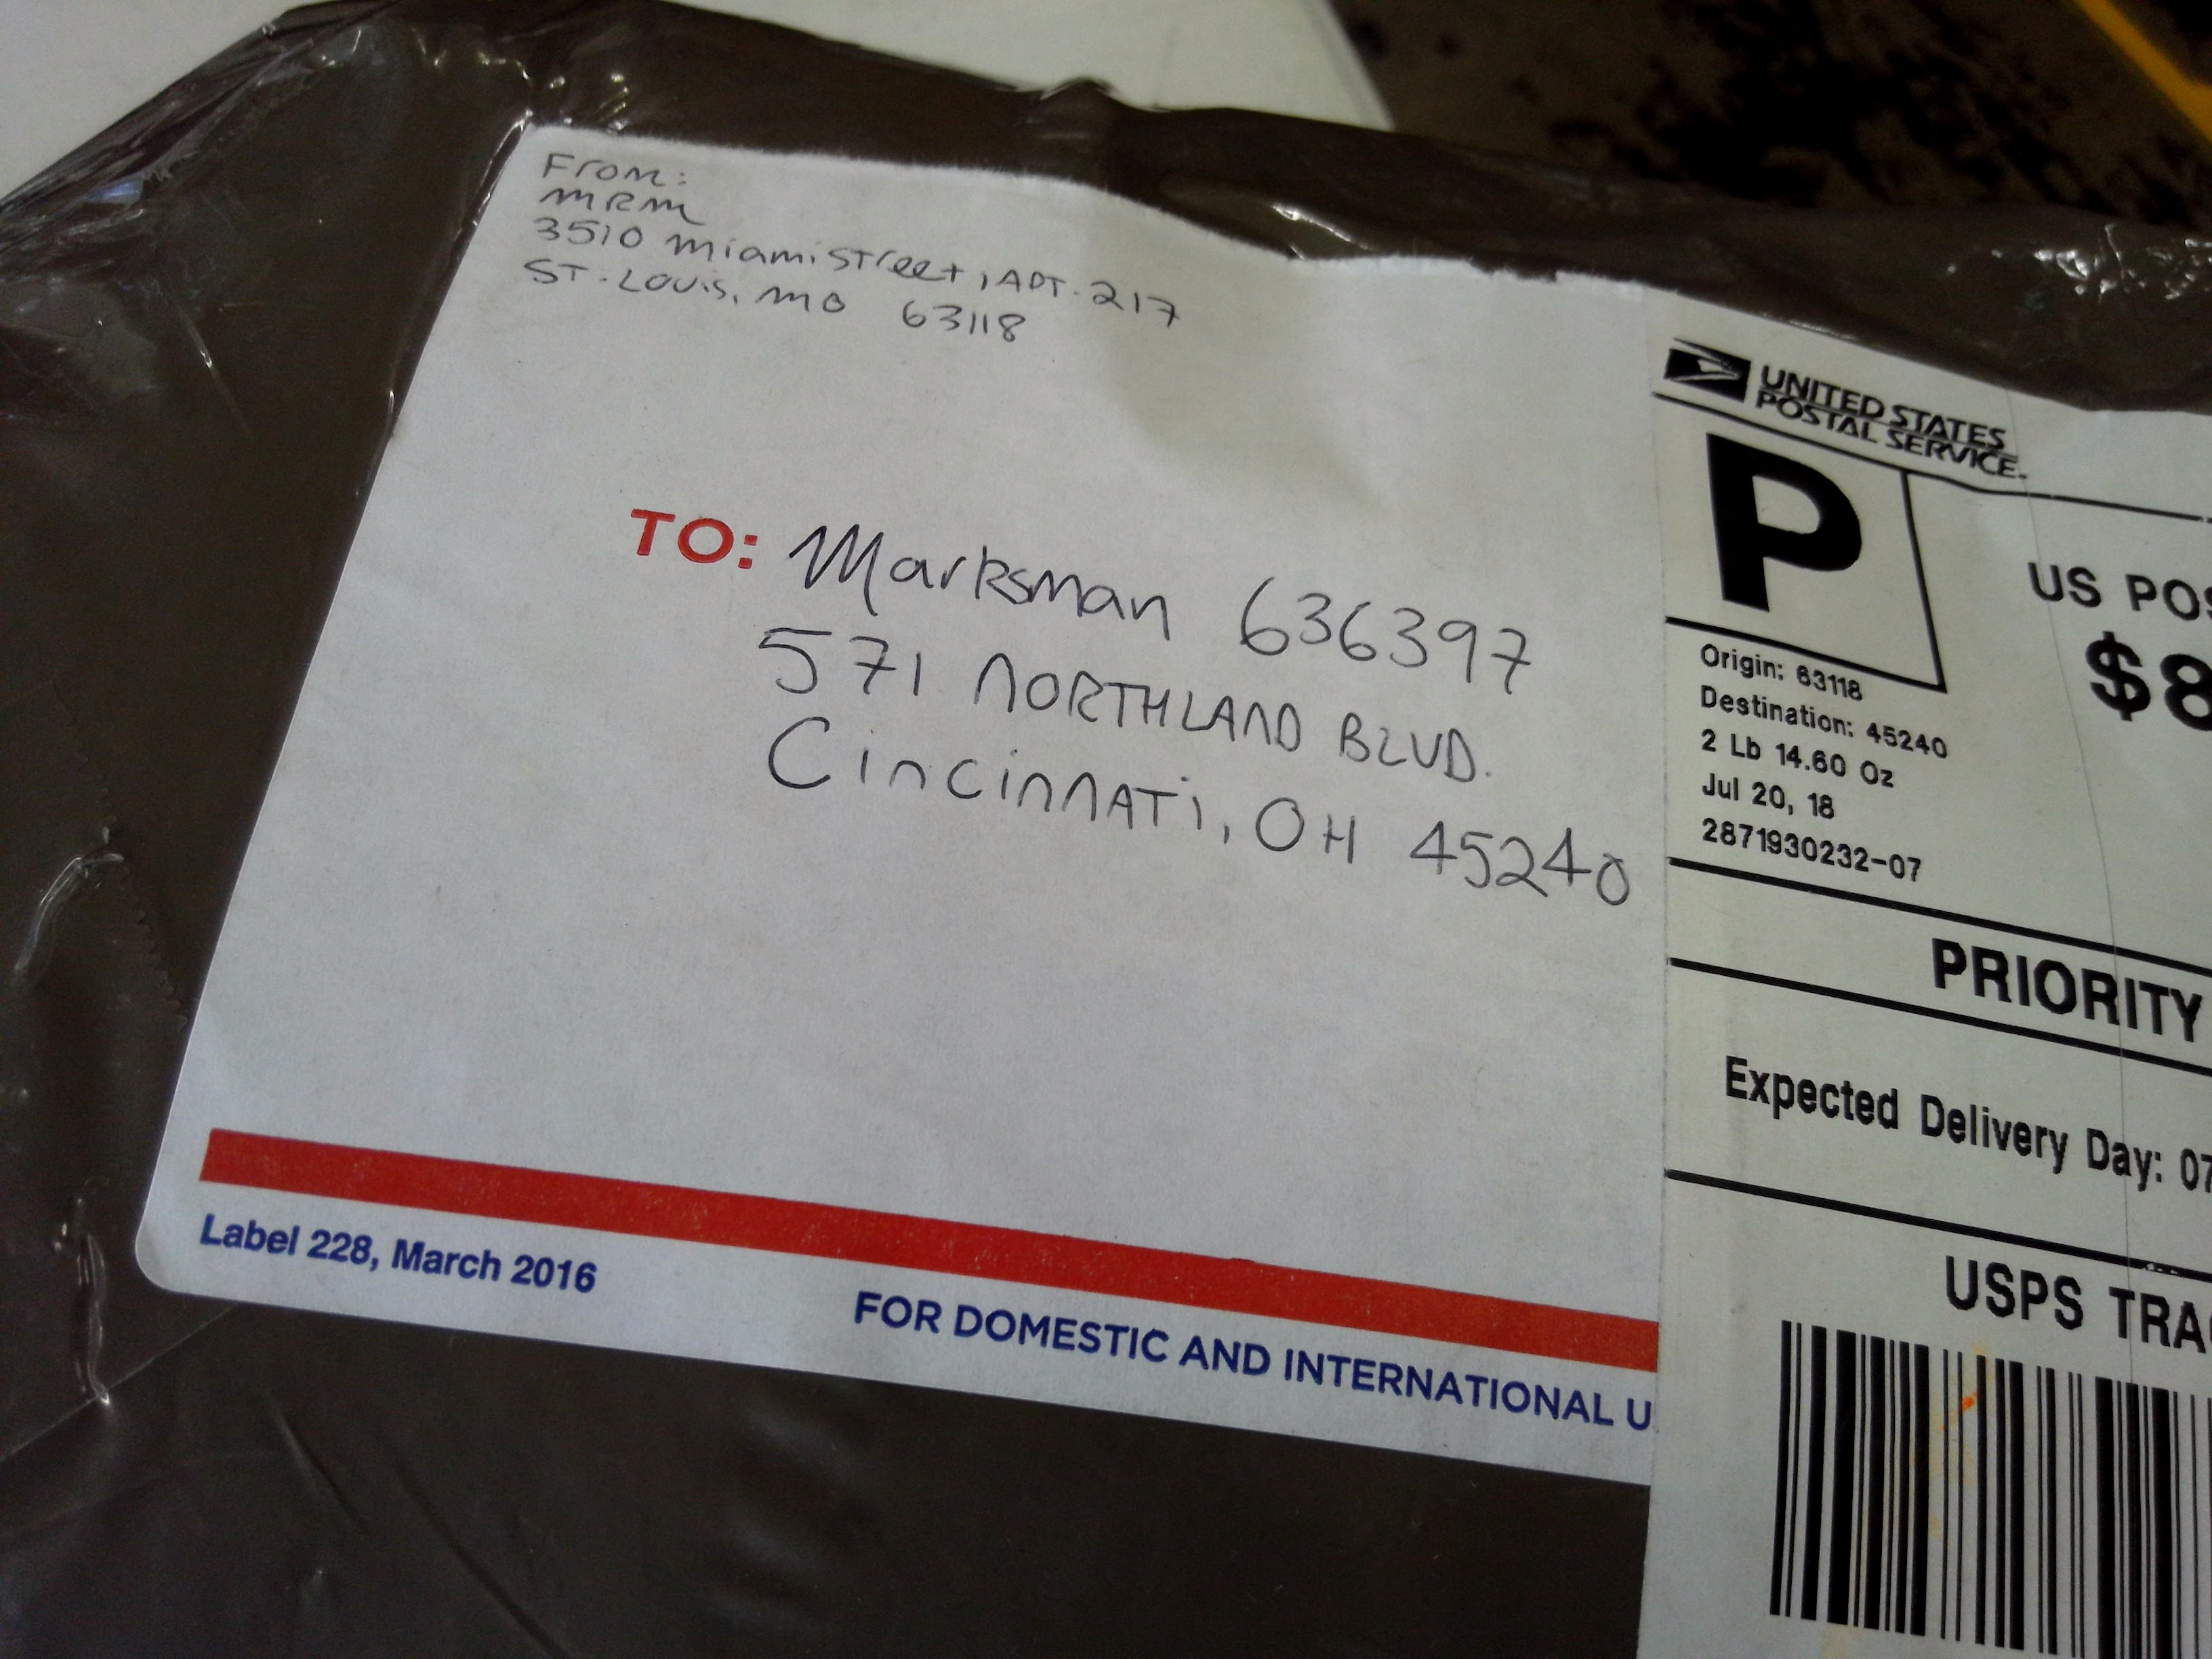 From:
MRM
3510 Miami Street, APT. 217
ST. Louis, MO 63118
TO: Marksman 636397
571 NORTHLAND BLVD.
CincinnATi, OH 45240
Label 228, March 2016
FOR DOMESTIC AND INTERNATIONAL U
UNITED STATES
POSTAL SERVICE.
P
US POS
$8
Origin: 63118
Destination: 45240
2 Lb 14.60 Oz
Jul 20, 18
2871930232-07
PRIORITY
Expected Delivery Day: 07
USPS TRAC